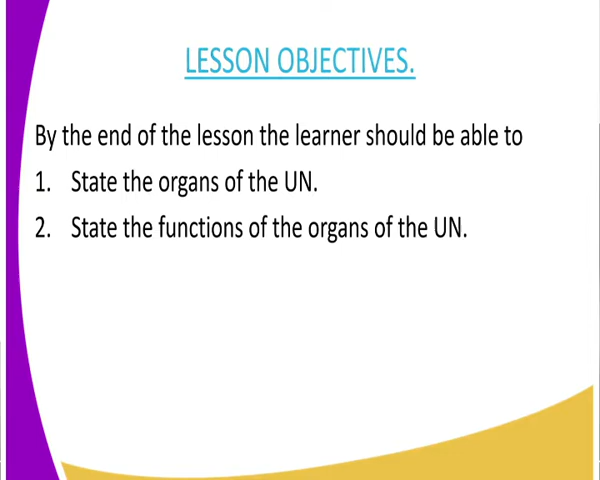 LESSON OBJECTIVES.
By the end of the lesson the learner should be able to
1. State the organs of the UN.
2. State the functions of the organs of the UN.